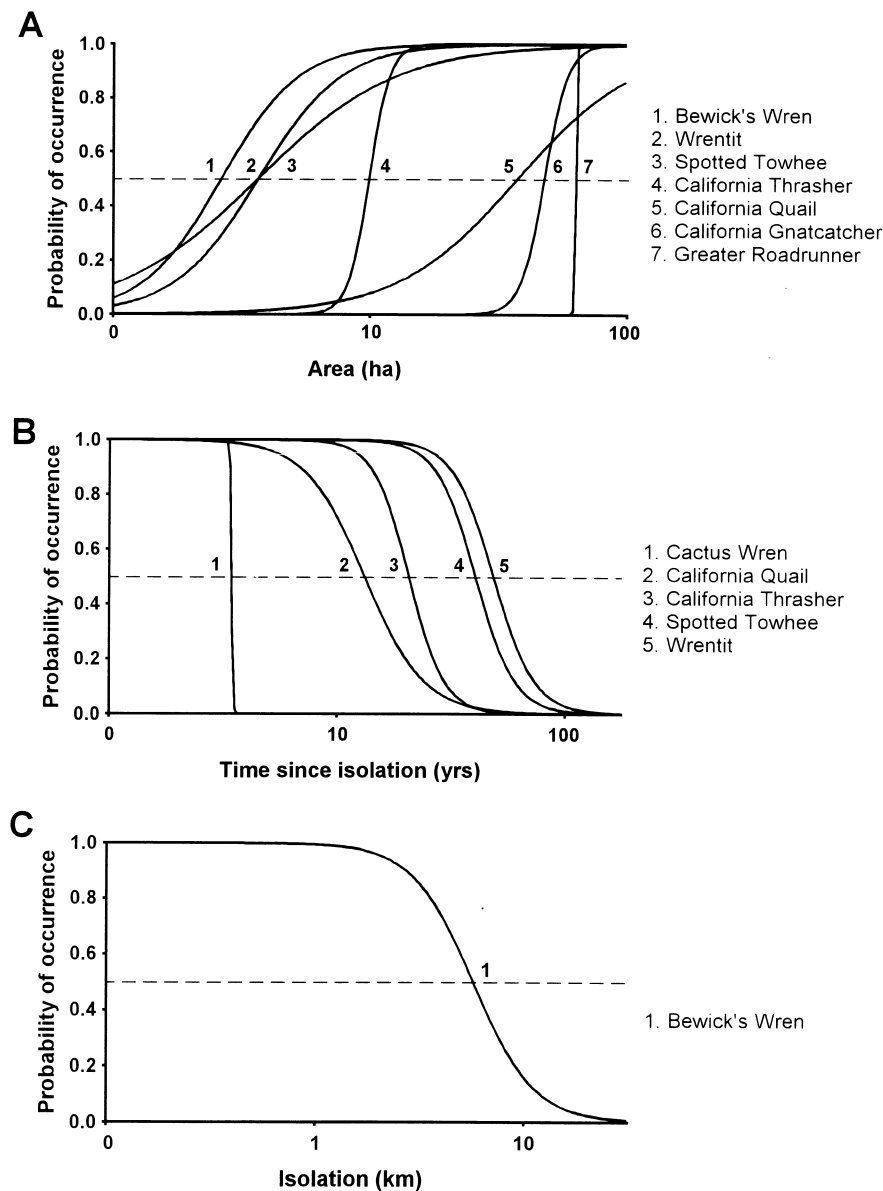 A
Probability of occurrence
1.0
0.8
0.6
0.4
0.2
0.0
1
2
3
4
5
6
7
0
10
100
Area (ha)
1. Bewick's Wren
2. Wrentit
3. Spotted Towhee
4. California Thrasher
5. California Quail
6. California Gnatcatcher
7. Greater Roadrunner
B
Probability of occurrence
1.0
0.8
0.6
0.4
0.2
0.0
1
2
3
4
5
0
10
100
Time since isolation (yrs)
1. Cactus Wren
2. California Quail
3. California Thrasher
4. Spotted Towhee
5. Wrentit
C
Probability of occurrence
1.0
0.8
0.6
0.4
0.2
0.0
1
0
1
10
Isolation (km)
1. Bewick's Wren